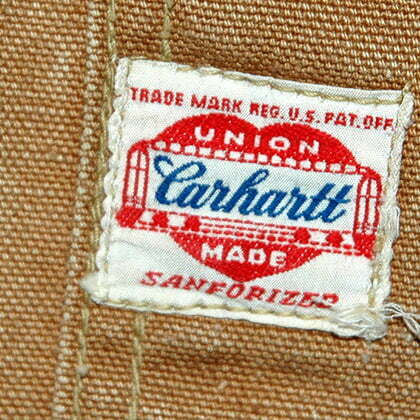 TRADE MARK REG. U.S. PAT. OFF.
UNION
Carhartt
MADE
SANFORIZED